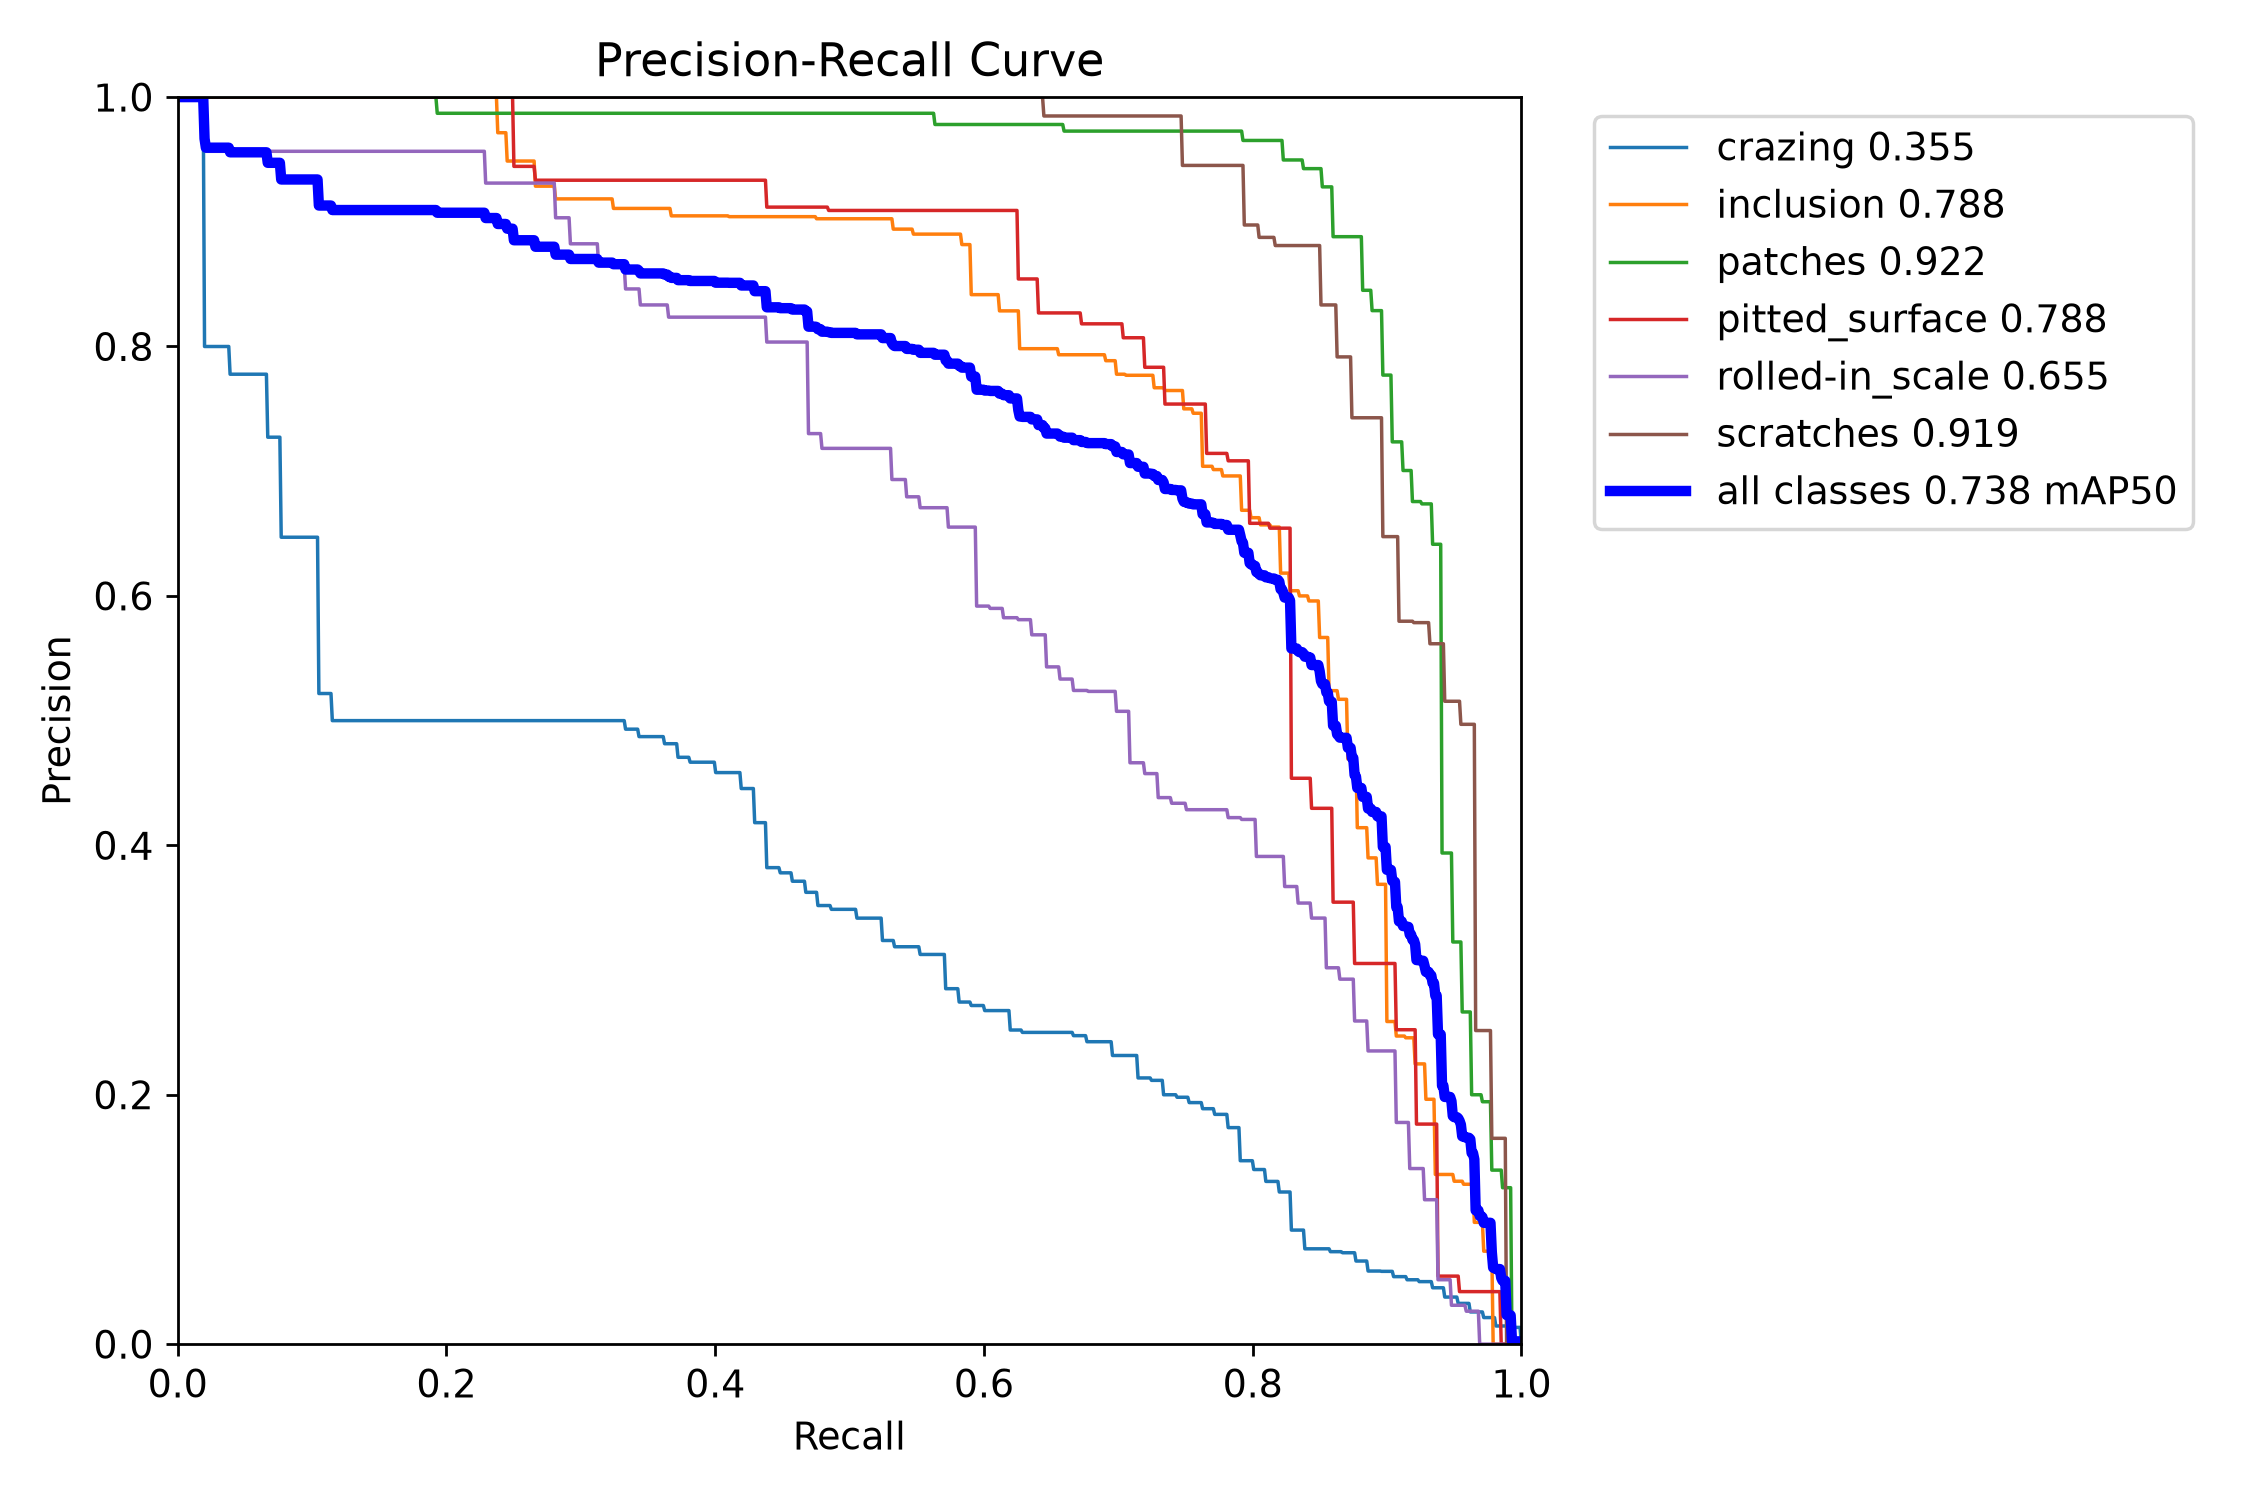 Precision-Recall Curve
1.0
0.8
0.6
0.4
0.2
0.0
Precision
0.0 0.2 0.4 0.6 0.8 1.0
Recall
crazing 0.355
inclusion 0.788
patches 0.922
pitted_surface 0.788
rolled-in_scale 0.655
scratches 0.919
all classes 0.738 mAP50